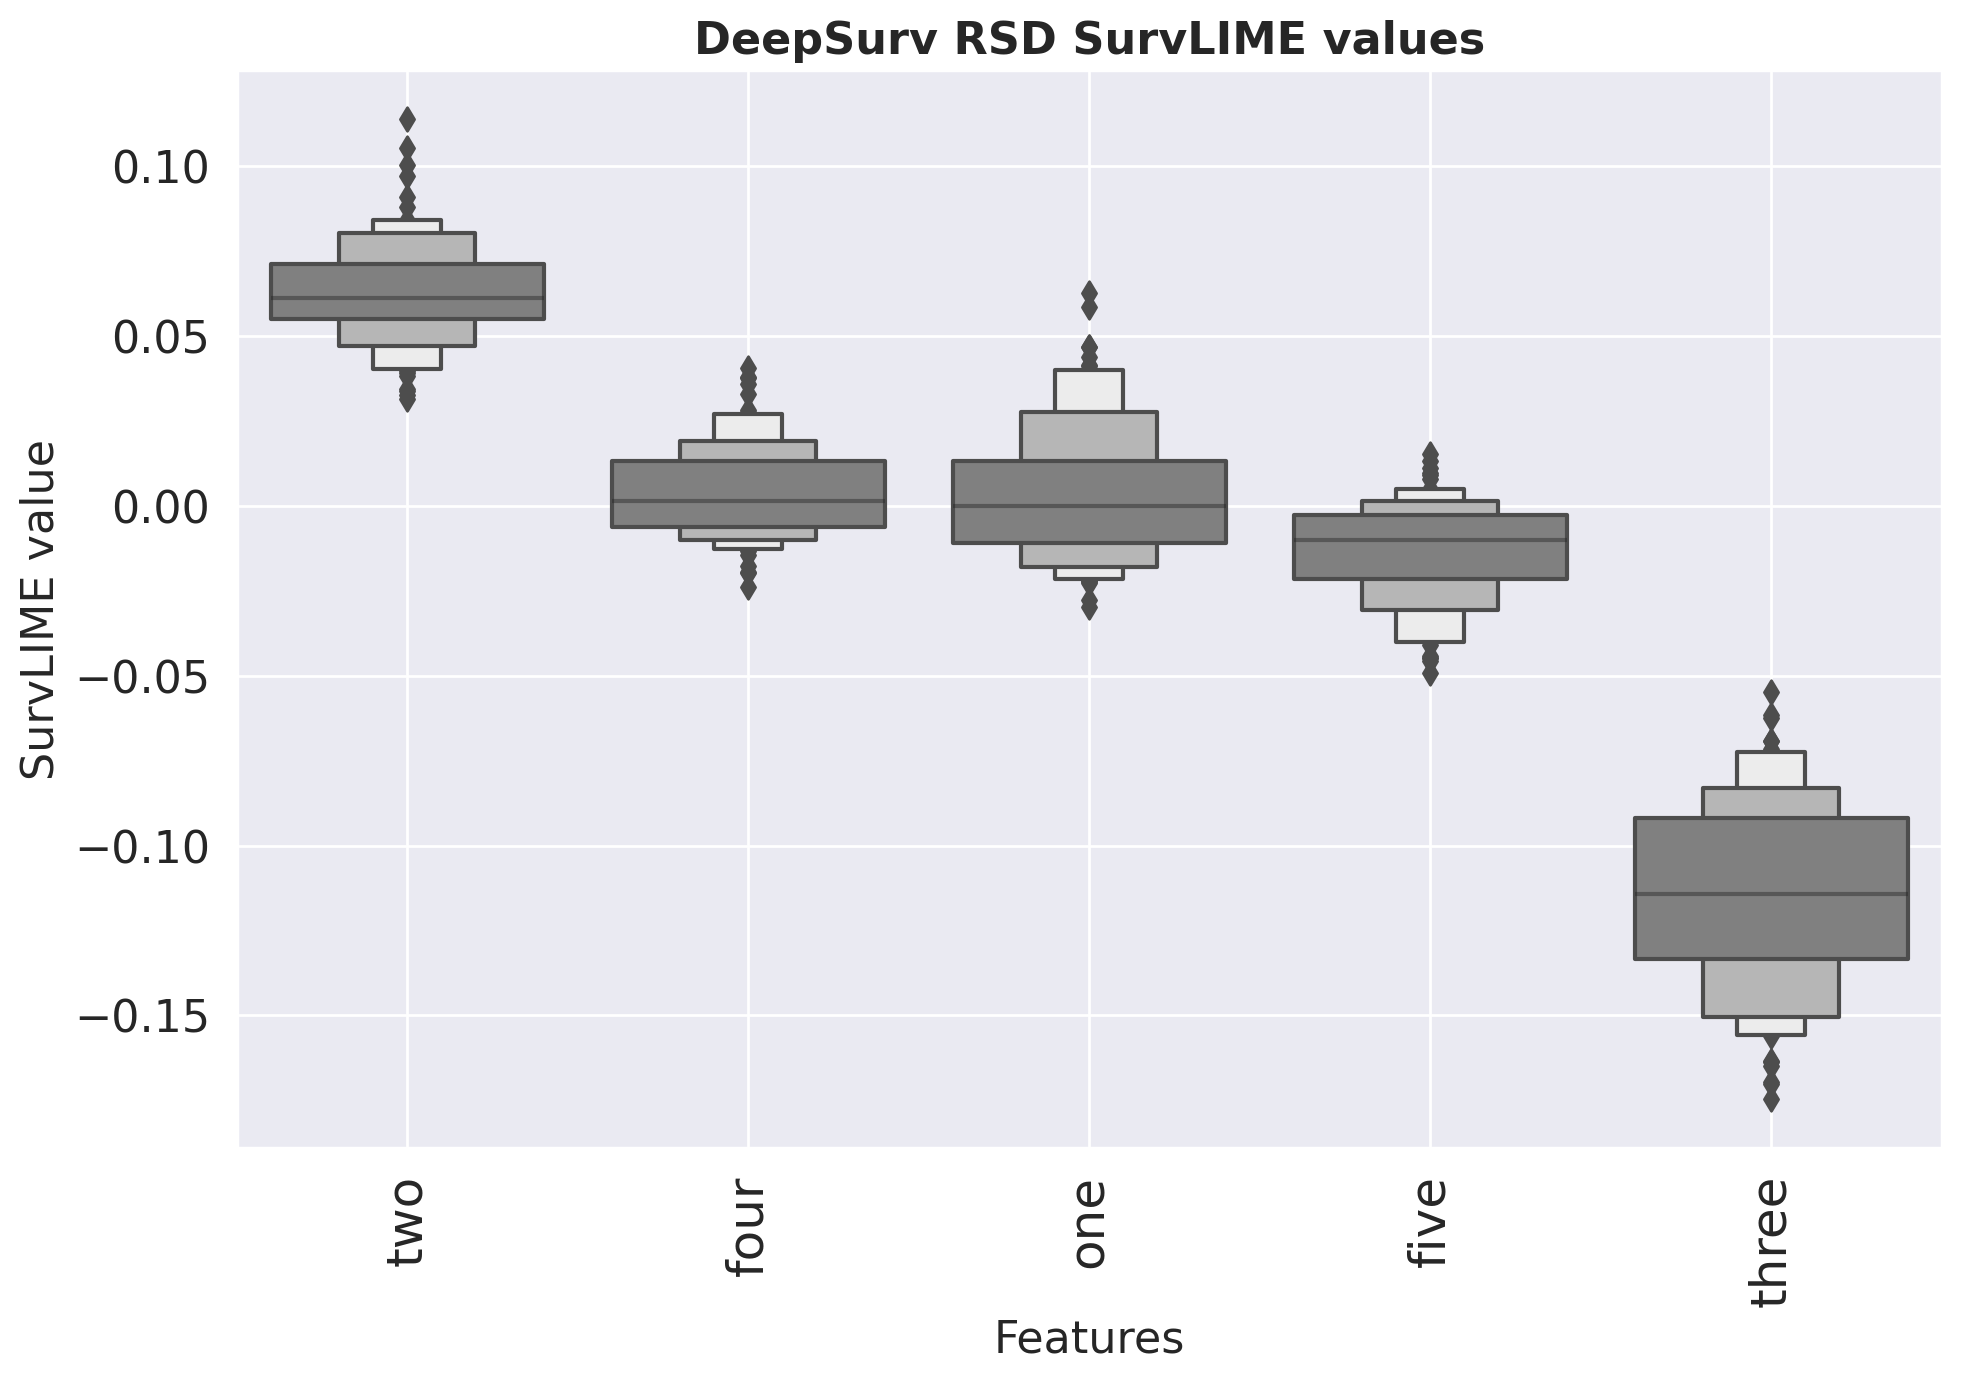 DeepSurv RSD SurvLIME values
SurvLIME value
0.10
0.05
0.00
−0.05
−0.10
−0.15
two
four
one
five
three
Features